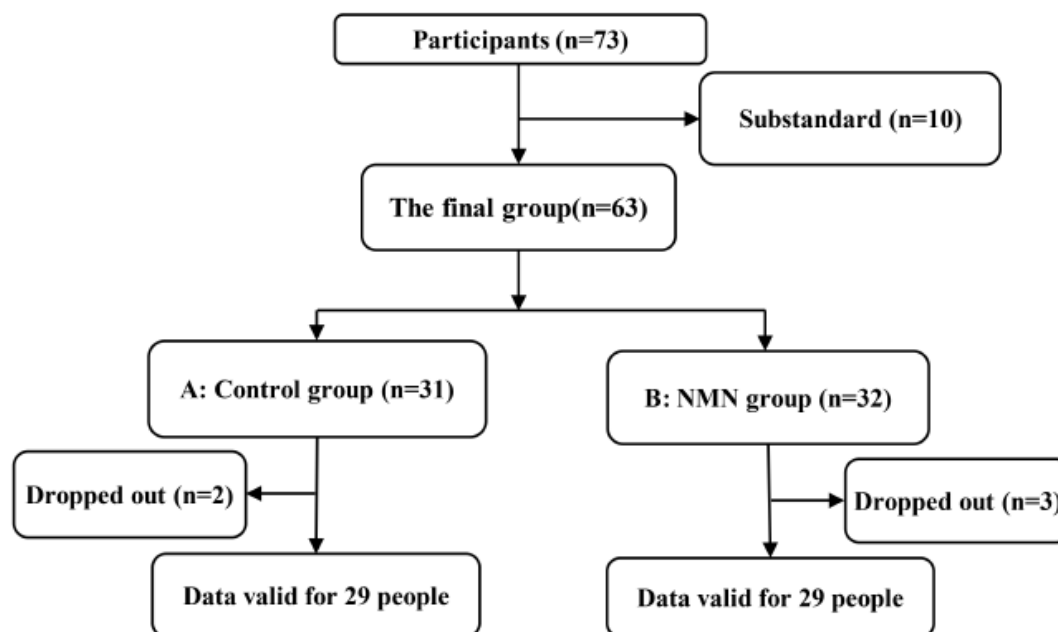 Participants (n=73)
Substandard (n=10)
The final group(n=63)
A: Control group (n=31)
B: NMN group (n=32)
Dropped out (n=2)
Dropped out (n=3)
Data valid for 29 people
Data valid for 29 people